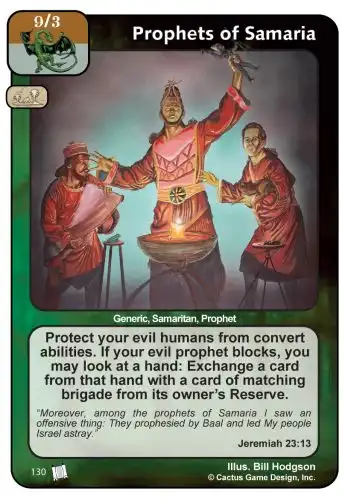 9/3
Prophets of Samaria
Generic, Samaritan, Prophet
Protect your evil humans from convert
abilities. If your evil prophet blocks, you
may look at a hand: Exchange a card
from that hand with a card of matching
brigade from its owner's Reserve.
"Moreover, among the prophets of Samaria I saw an
offensive thing: They prophesied by Baal and led My people
Israel astray."
Jeremiah 23:13
130
Illus. Bill Hodgson
© Cactus Game Design, Inc.